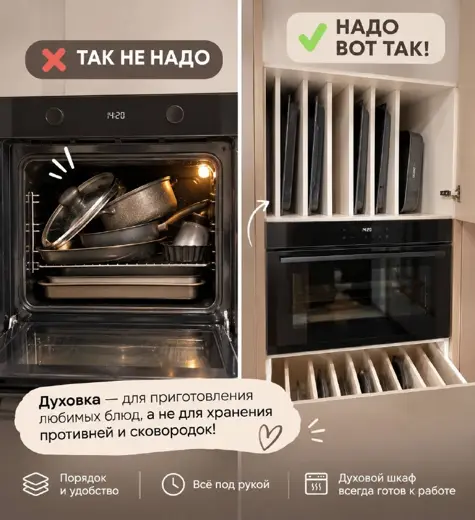 ТАК НЕ НАДО
НАДО
ВОТ ТАК!
14:20
Духовка — для приготовления
любимых блюд, а не для хранения
противней и сковородок!
Порядок
и удобство
Всё под рукой
Духовой шкаф
всегда готов к работе